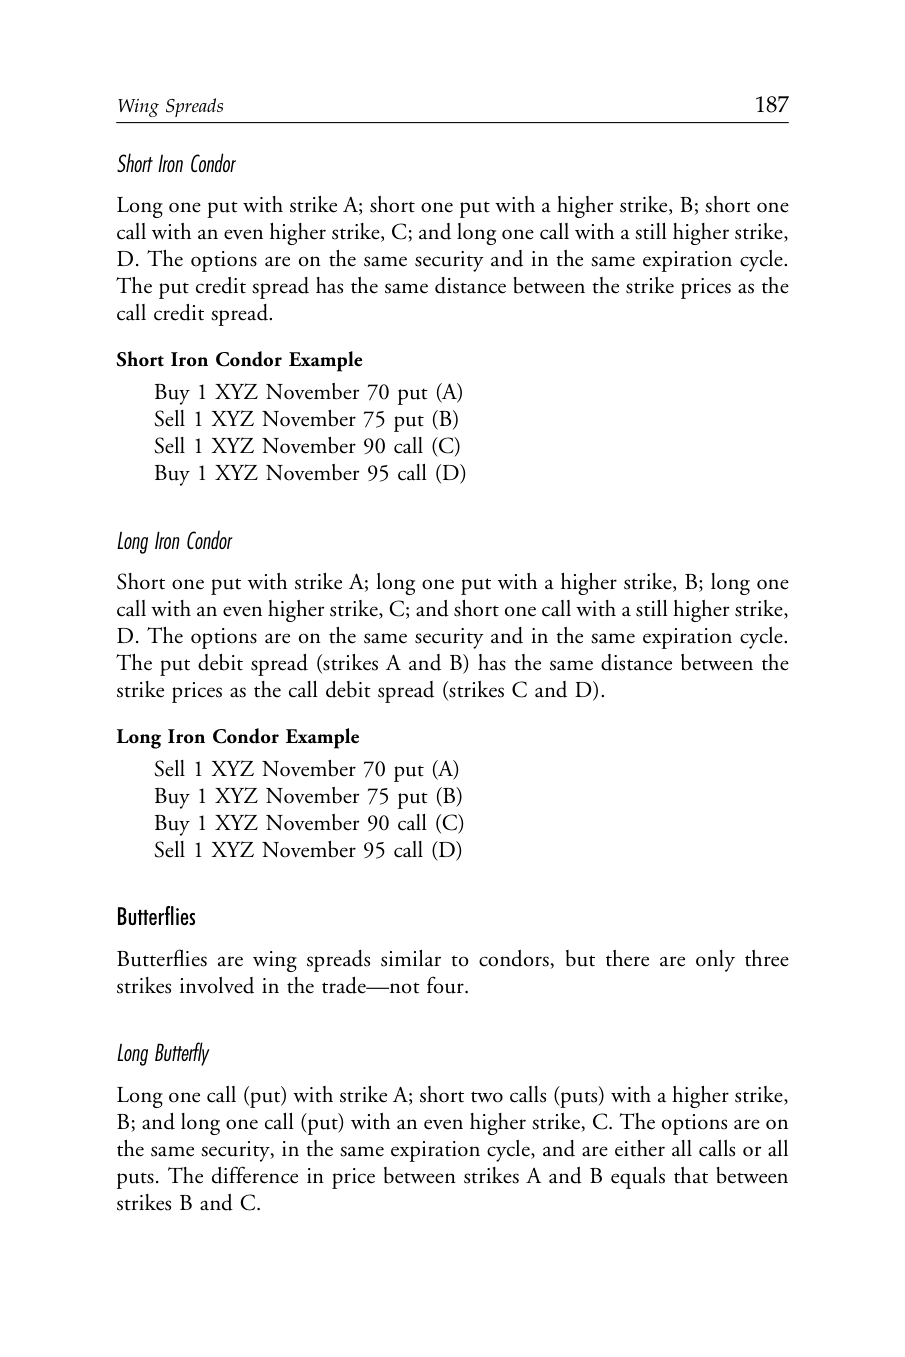 Wing Spreads 187
Short Iron Condor
Long one put with strike A; short one put with a higher strike, B; short one
call with an even higher strike, C; and long one call with a still higher strike,
D. The options are on the same security and in the same expiration cycle.
The put credit spread has the same distance between the strike prices as the
call credit spread.
Short Iron Condor Example
Buy 1 XYZ November 70 put (A)
Sell 1 XYZ November 75 put (B)
Sell 1 XYZ November 90 call (C)
Buy 1 XYZ November 95 call (D)
Long Iron Condor
Short one put with strike A; long one put with a higher strike, B; long one
call with an even higher strike, C; and short one call with a still higher strike,
D. The options are on the same security and in the same expiration cycle.
The put debit spread (strikes A and B) has the same distance between the
strike prices as the call debit spread (strikes C and D).
Long Iron Condor Example
Sell 1 XYZ November 70 put (A)
Buy 1 XYZ November 75 put (B)
Buy 1 XYZ November 90 call (C)
Sell 1 XYZ November 95 call (D)
Butterflies
Butterflies are wing spreads similar to condors, but there are only three
strikes involved in the trade—not four.
Long Butterfly
Long one call (put) with strike A; short two calls (puts) with a higher strike,
B; and long one call (put) with an even higher strike, C. The options are on
the same security, in the same expiration cycle, and are either all calls or all
puts. The difference in price between strikes A and B equals that between
strikes B and C.